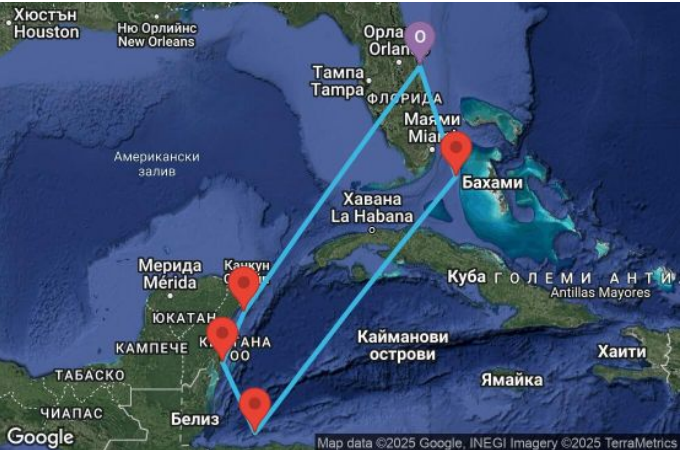 Хюстън
Houston
Ню Орлийнс
New Orleans
Орла
Orlan
O
Тампа
Tampa
ФЛОРИДА
Маями
Miami
Американски
залив
Бахами
Хавана
La Habana
Мерида
Mérida
Канкун
Куба
ГОЛЕМИ АНТИ
Antillas Mayores
ЮКАТАН
КАМПЕЧЕ
ОО
Кайманови
острови
Хаити
ТАБАСКО
Ямайка
ЧИАПАС
Белиз
Google
Map data ©2025 Google, INEGI Imagery ©2025 TerraMetrics